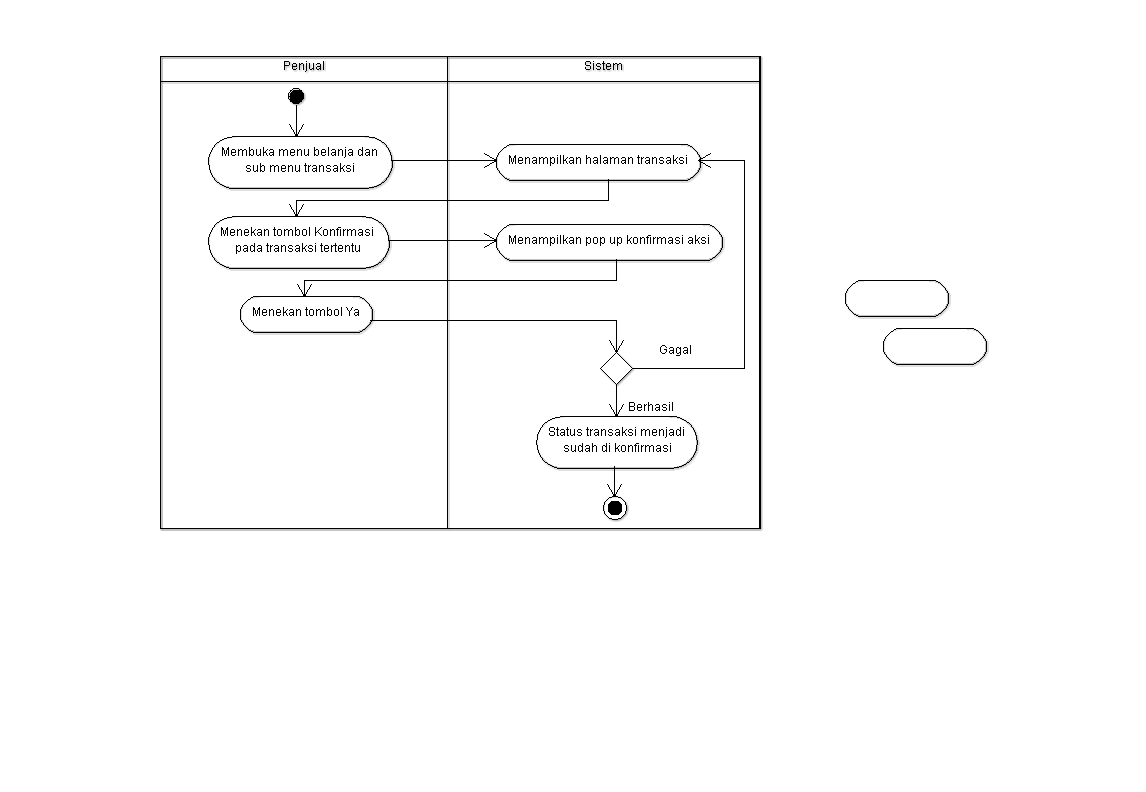 Penjual
Sistem
Membuka menu belanja dan
sub menu transaksi
Menampilkan halaman transaksi
Menekan tombol Konfirmasi
pada transaksi tertentu
Menampilkan pop up konfirmasi aksi
Menekan tombol Ya
Gagal
Berhasil
Status transaksi menjadi
sudah di konfirmasi